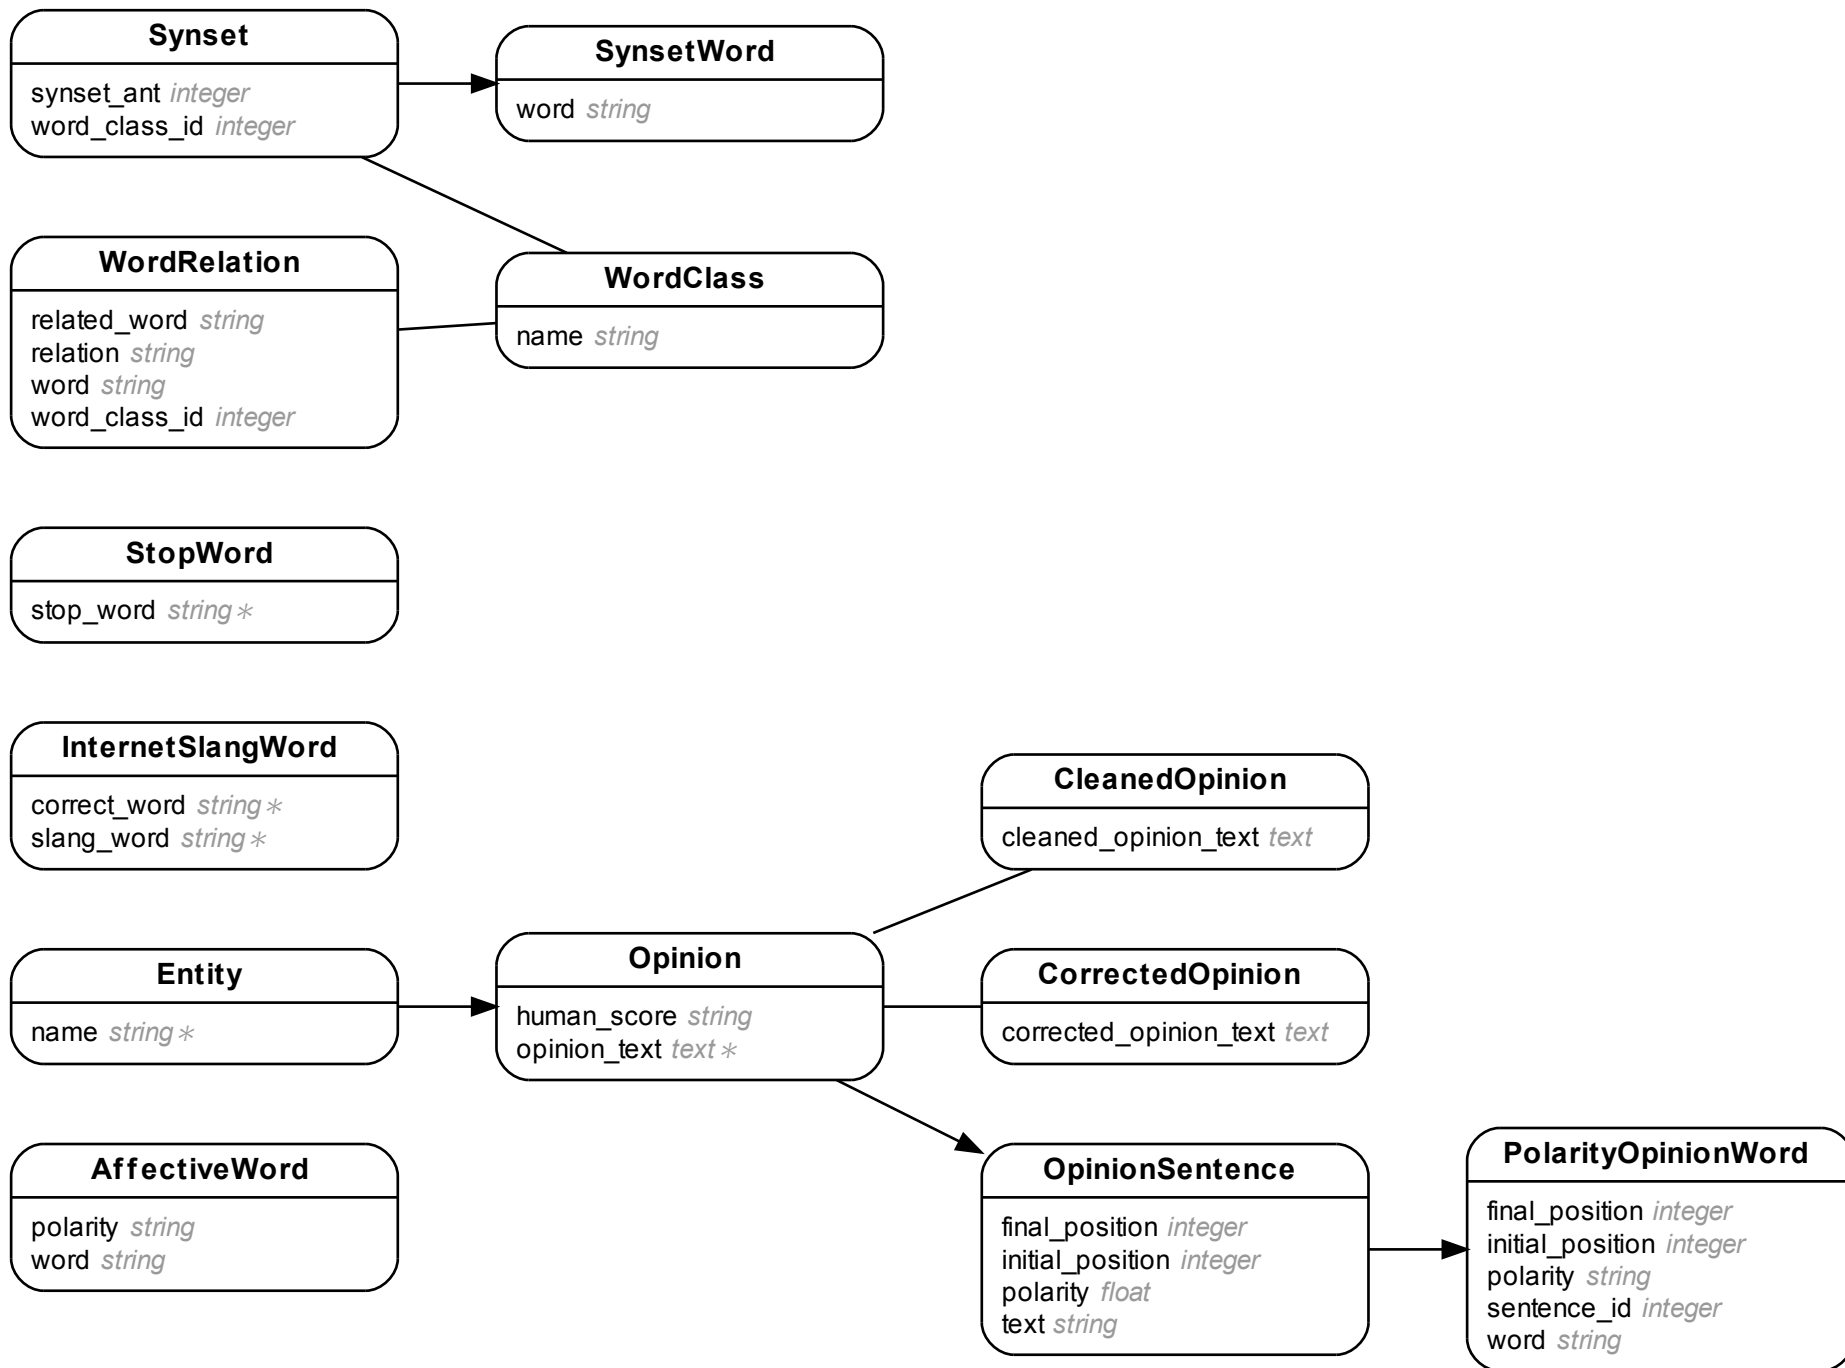 Synset
synset_ant integer
word_class_id integer
SynsetWord
word string
WordRelation
related_word string
relation string
word string
word_class_id integer
WordClass
name string
StopWord
stop_word string *
InternetSlangWord
correct_word string *
slang_word string *
CleanedOpinion
cleaned_opinion_text text
Entity
name string *
Opinion
human_score string
opinion_text text *
CorrectedOpinion
corrected_opinion_text text
AffectiveWord
polarity string
word string
OpinionSentence
final_position integer
initial_position integer
polarity float
text string
PolarityOpinionWord
final_position integer
initial_position integer
polarity string
sentence_id integer
word string